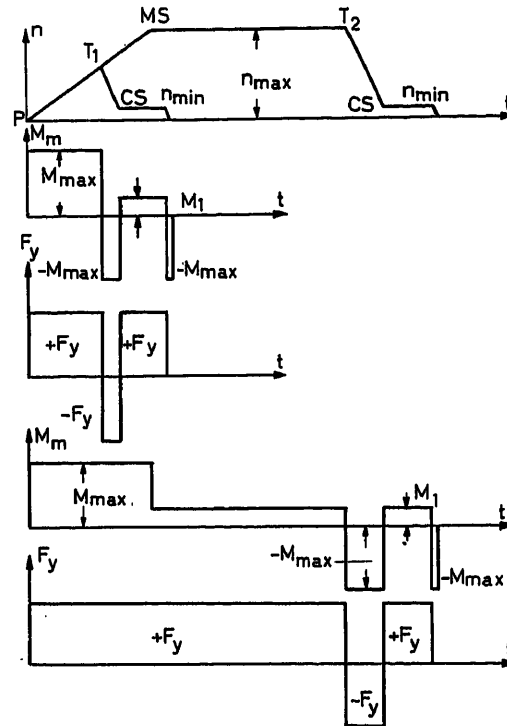 n
MS
T2
T1
CS
nmin
nmax
CS
nmin
t
P
Mm
Mmax
M1
t
-Mmax
-Mmax
Fy
+Fy
+Fy
t
-Fy
Mm
Mmax
M1
t
-Mmax
-Mmax
Fy
+Fy
+Fy
t
-Fy